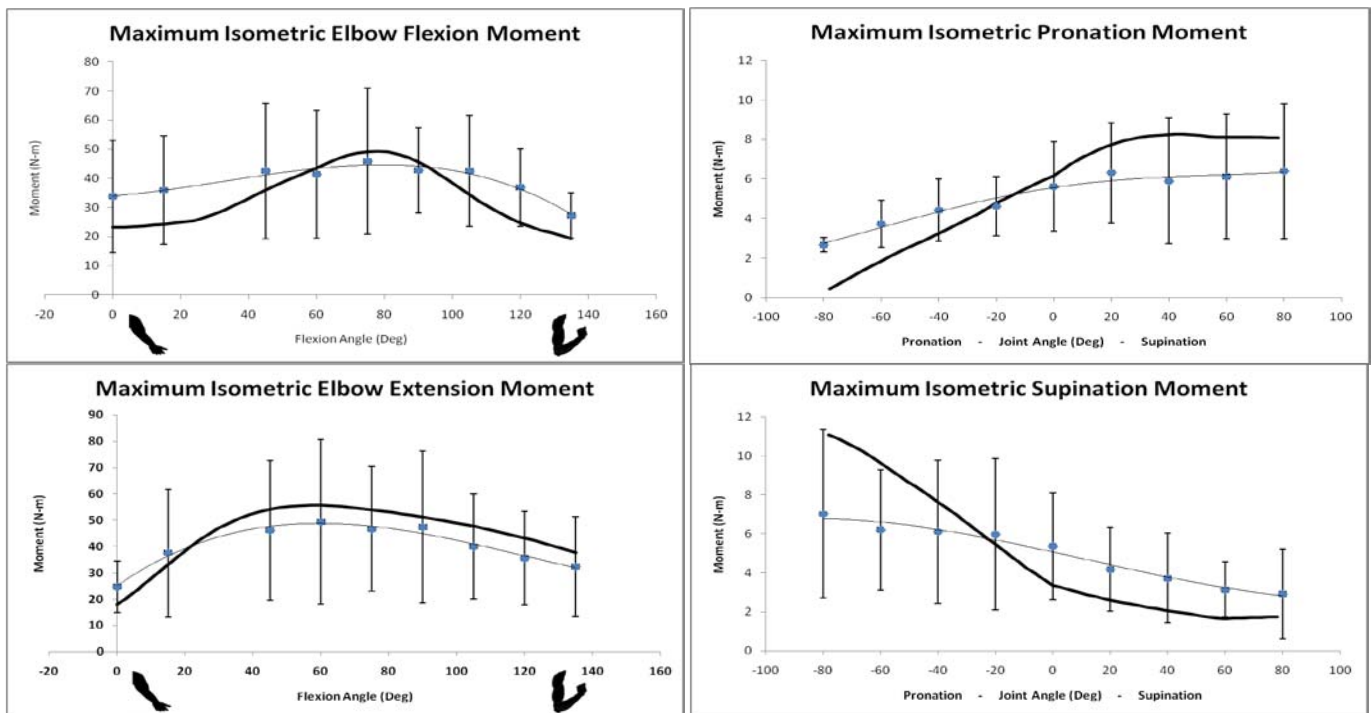 Maximum Isometric Elbow Flexion Moment
80
70
60
50
40
30
20
10
0
Moment (N-m)
-20 0 20 40 60 80 100 120 140 160
Flexion Angle (Deg)
Maximum Isometric Pronation Moment
12
10
8
6
4
2
0
Moment (N-m)
-100 -80 -60 -40 -20 0 20 40 60 80 100
Pronation - Joint Angle (Deg) - Supination
Maximum Isometric Elbow Extension Moment
90
80
70
60
50
40
30
20
10
0
Moment (N-m)
-20 0 20 40 60 80 100 120 140 160
Flexion Angle (Deg)
Maximum Isometric Supination Moment
12
10
8
6
4
2
0
Moment (N-m)
-100 -80 -60 -40 -20 0 20 40 60 80 100
Pronation - Joint Angle (Deg) - Supination